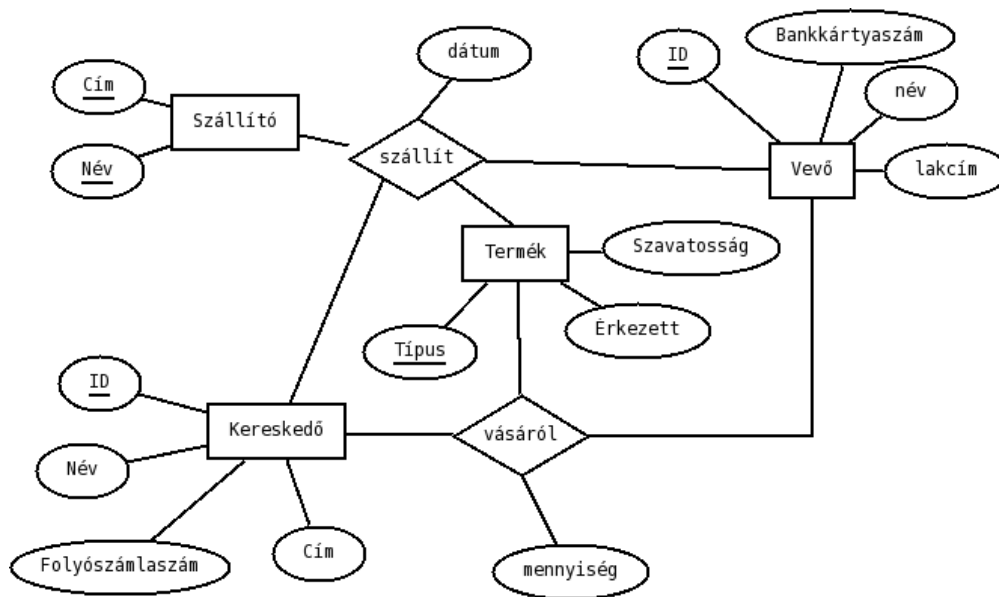 dátum
ID
Bankkártyaszám
Cím
név
Szállító
szállít
Név
Vevő
lakcím
Termék
Szavatosság
Típus
Érkezett
ID
Kereskedő
vásárol
Név
Cím
Folyószámlaszám
mennyiség